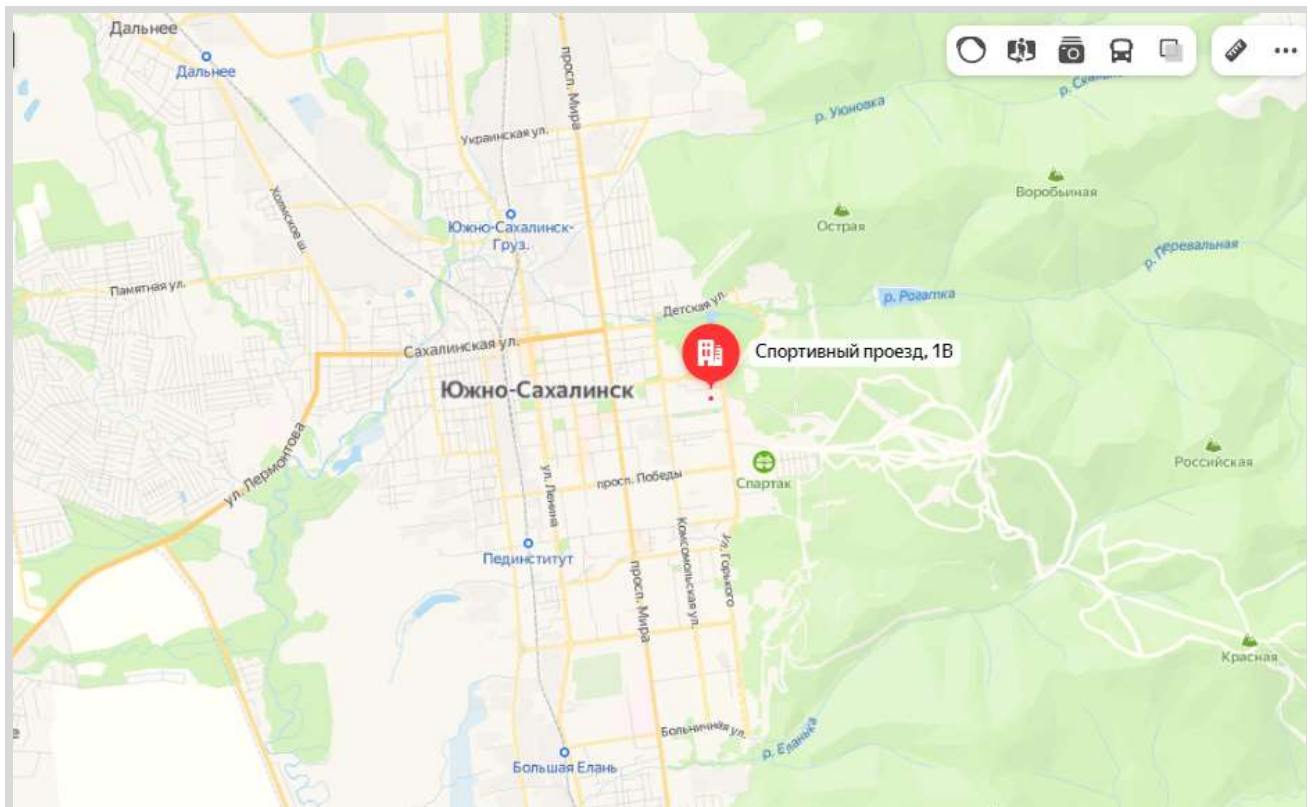 Дальнее
Дальнее
просп. Мира
р. Уюновка
Украинская ул.
Воробьиная
Холмское ш.
Острая
Южно-Сахалинск-
Груз.
р. Перевальная
Памятная ул.
р. Рогатка
Детская ул.
Сахалинская ул.
Спортивный проезд, 1В
Южно-Сахалинск
ул. Лермонтова
ул. Ленина
просп. Победы
Спартак
Российская
Комсомольская ул.
ул. Горького
Пединститут
просп. Мира
Красная
Больничная ул.
р. Еланька
Большая Елань